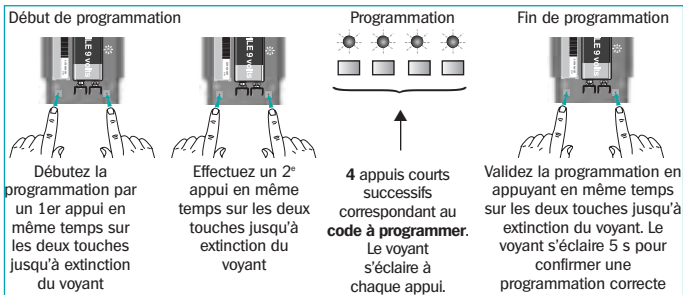 Début de programmation
Programmation
Fin de programmation
LE 9 volts
LE 9 volts
LE 9 volts
Débutez la
programmation par
un 1er appui en
même temps sur
les deux touches
jusqu'à extinction
du voyant
Effectuez un 2e
appui en même
temps sur les deux
touches jusqu'à
extinction du
voyant
4 appuis courts
successifs
correspondant au
code à programmer.
Le voyant
s'éclaire à
chaque appui.
Validez la programmation en
appuyant en même temps
sur les deux touches jusqu'à
extinction du voyant. Le
voyant s'éclaire 5 s pour
confirmer une
programmation correcte